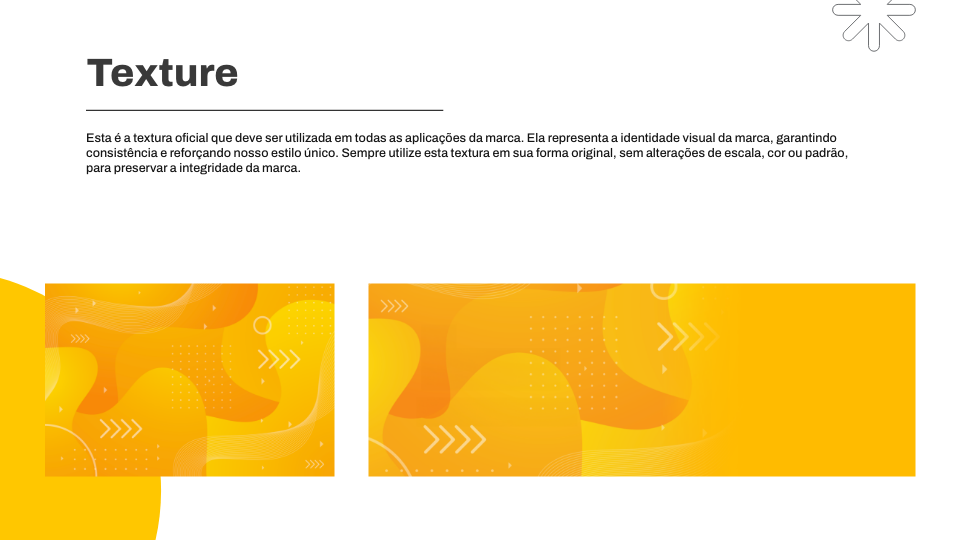 Texture
Esta é a textura oficial que deve ser utilizada em todas as aplicações da marca. Ela representa a identidade visual da marca, garantindo
consistência e reforçando nosso estilo único. Sempre utilize esta textura em sua forma original, sem alterações de escala, cor ou padrão,
para preservar a integridade da marca.